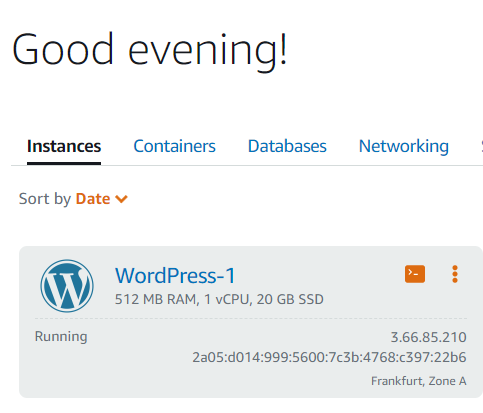 Good evening!
Instances Containers Databases Networking
Sort by Date
WordPress-1
512 MB RAM, 1 vCPU, 20 GB SSD
Running 3.66.85.210
2a05:d014:999:5600:7c3b:4768:c397:22b6
Frankfurt, Zone A